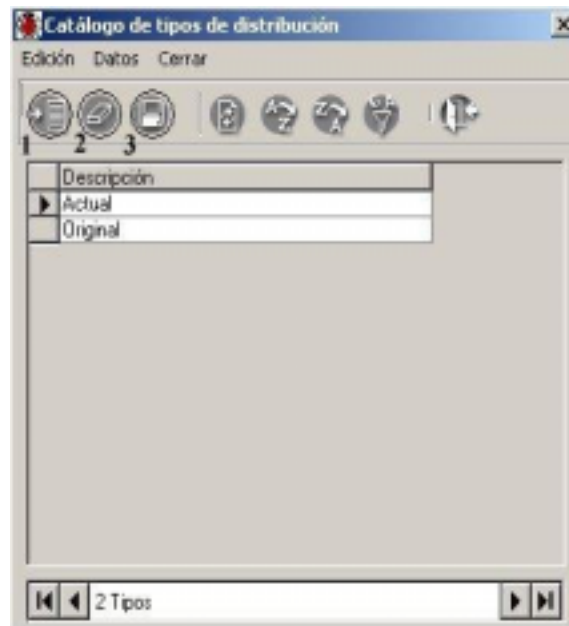 Catálogo de tipos de distribución
Edición Datos Cerrar
1 2 3
Descripción
Actual
Original
2 Tipos